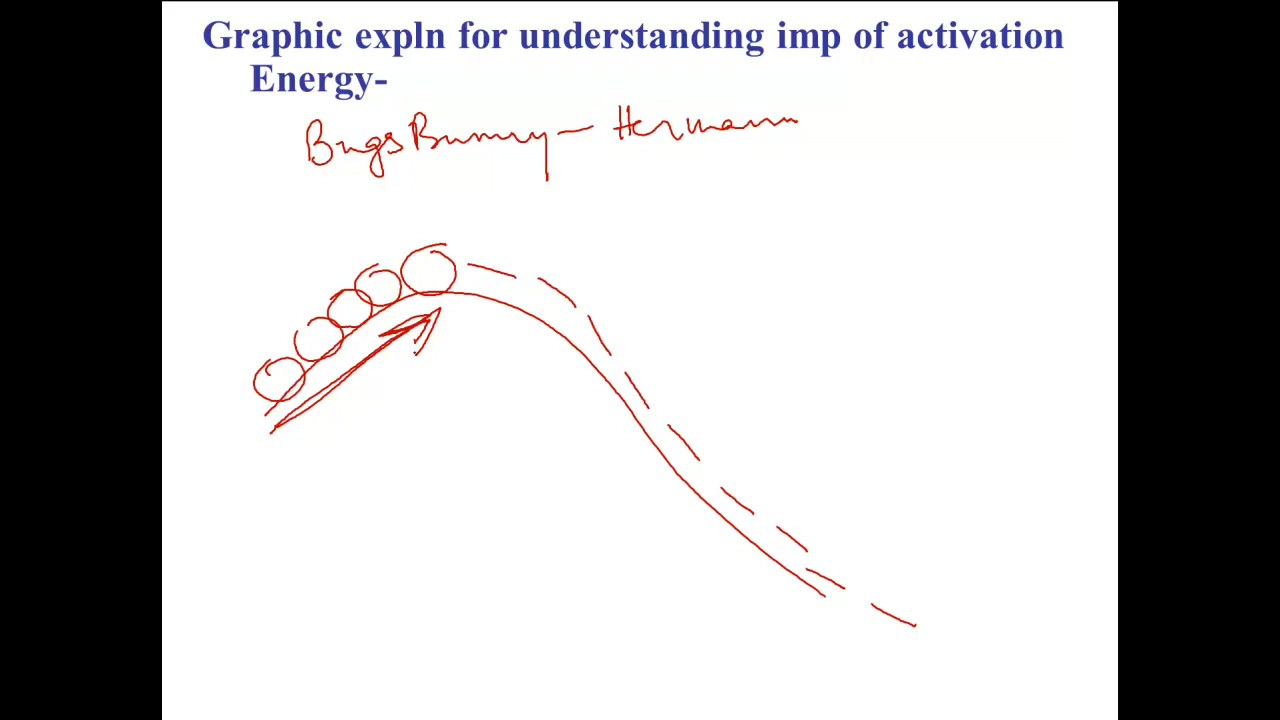 Graphic expln for understanding imp of activation
Energy-
Bugs Bunny - Hermann